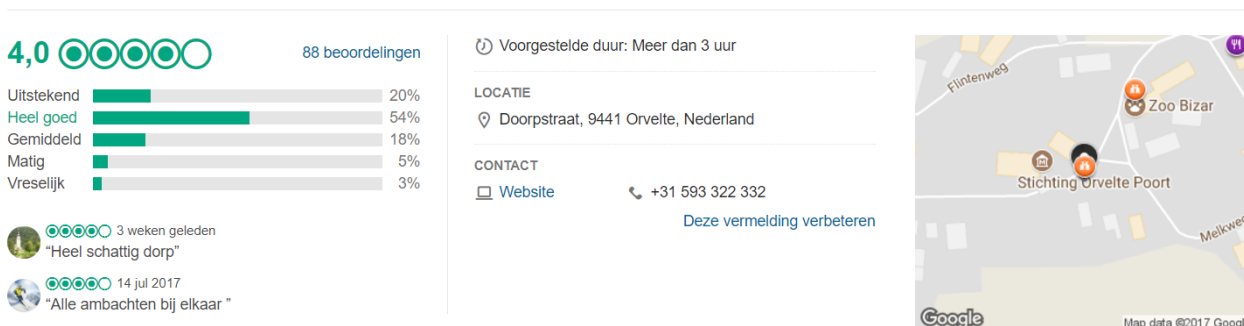 4,0
88 beoordelingen
Uitstekend 20%
Heel goed 54%
Gemiddeld 18%
Matig 5%
Vreselijk 3%
3 weken geleden
“Heel schattig dorp”
14 jul 2017
“Alle ambachten bij elkaar ”
Voorgestelde duur: Meer dan 3 uur
LOCATIE
Doorpstraat, 9441 Orvelte, Nederland
CONTACT
Website +31 593 322 332
Deze vermelding verbeteren
Flintenweg
Zoo Bizar
Stichting Orvelte Poort
Melkweg
Google
Map data ©2017 Googl